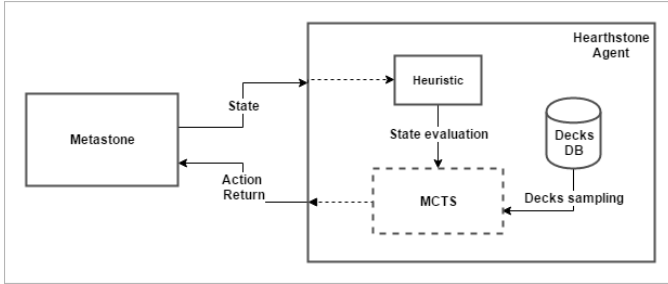 Hearthstone
Agent
Heuristic
State
Metastone
State evaluation
Decks
DB
Action
Return
MCTS
Decks sampling